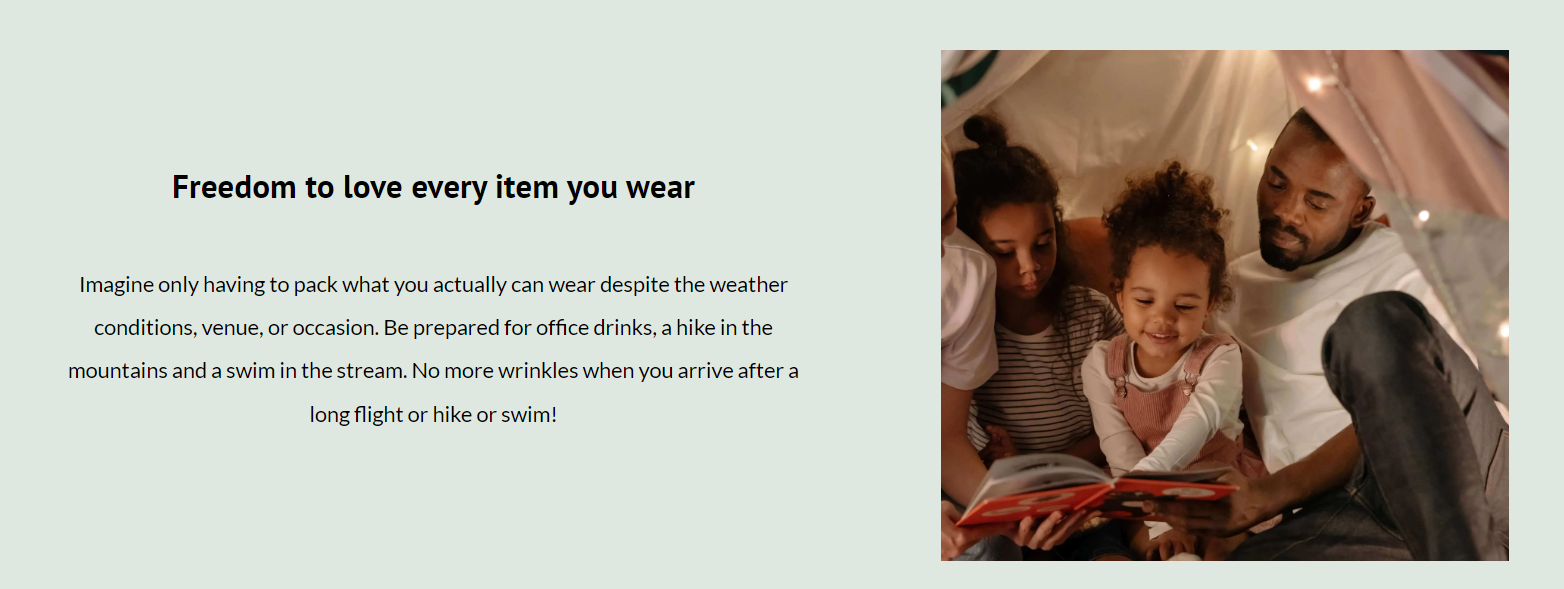 Freedom to love every item you wear
Imagine only having to pack what you actually can wear despite the weather
conditions, venue, or occasion. Be prepared for office drinks, a hike in the
mountains and a swim in the stream. No more wrinkles when you arrive after a
long flight or hike or swim!